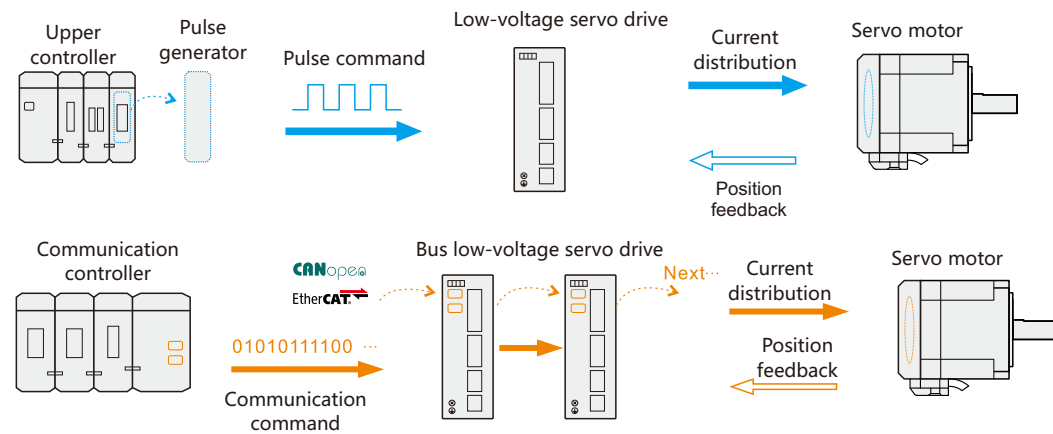 Upper
controller
Pulse
generator
Pulse command
Low-voltage servo drive
Current
distribution
Servo motor
Position
feedback
Communication
controller
CANopen
EtherCAT
01010111100 ...
Communication
command
Bus low-voltage servo drive
Next...
Current
distribution
Servo motor
Position
feedback